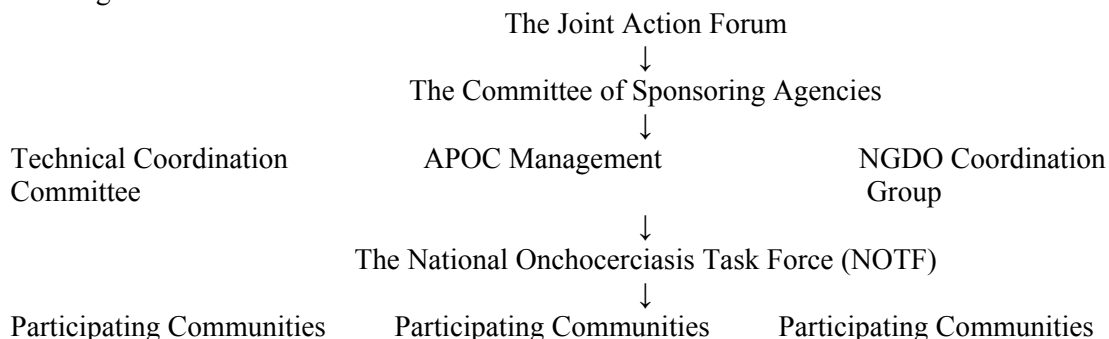 The Joint Action Forum
↓
The Committee of Sponsoring Agencies
↓
Technical Coordination APOC Management NGDO Coordination
Committee Group
↓
The National Onchocerciasis Task Force (NOTF)
↓
Participating Communities Participating Communities Participating Communities